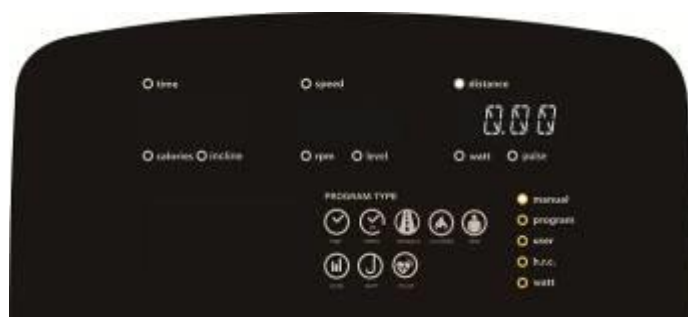 time speed distance
0.00
calories incline rpm level watt pulse
PROGRAM TYPE
manual
program
user
h.r.c.
watt